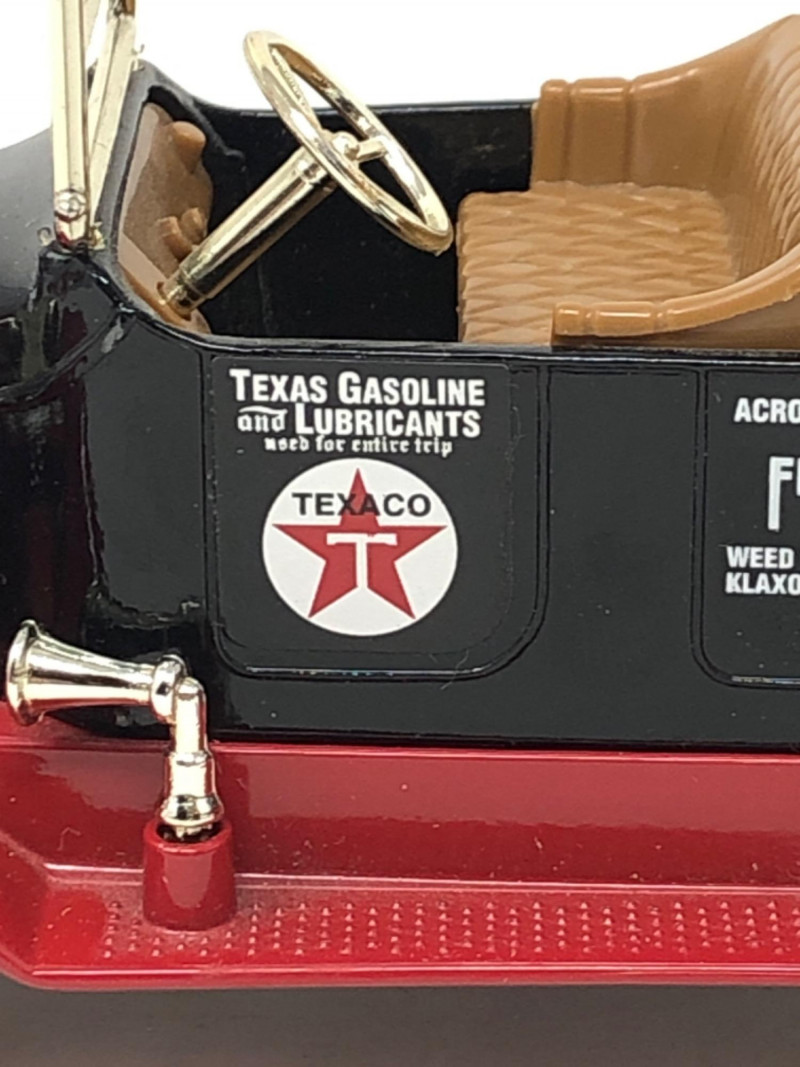 TEXAS GASOLINE
and LUBRICANTS
used for entire trip
TEXACO
T
ACRO
WEED
KLAXO